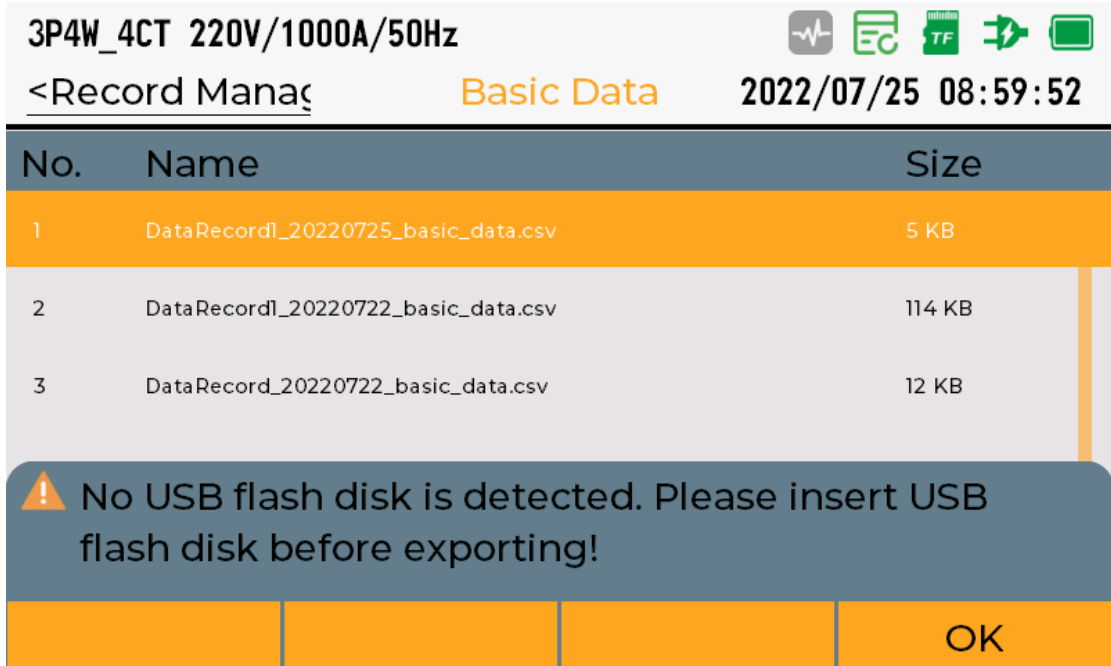 3P4W_4CT 220V/1000A/50Hz
TF
<Record Manag
Basic Data
2022/07/25 08:59:52
No. Name Size
1 DataRecord1_20220725_basic_data.csv 5 KB
2 DataRecord1_20220722_basic_data.csv 114 KB
3 DataRecord_20220722_basic_data.csv 12 KB
No USB flash disk is detected. Please insert USB
flash disk before exporting!
OK